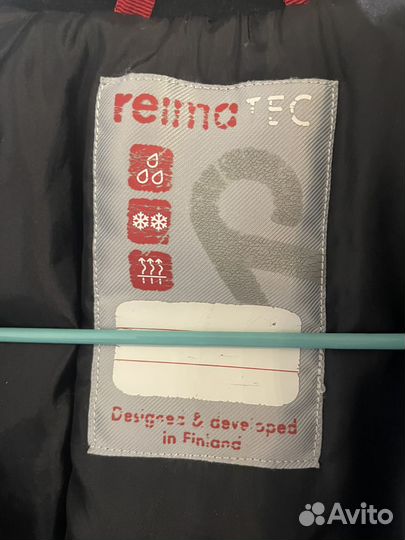 reima TEC
Designed & developed
in Finland
Avito